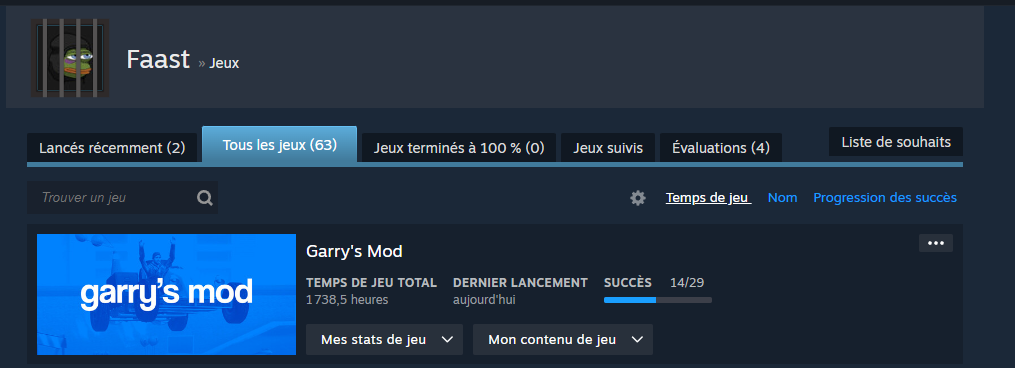 Faast » Jeux
Lancés récemment (2) Tous les jeux (63) Jeux terminés à 100 % (0) Jeux suivis Évaluations (4) Liste de souhaits
Trouver un jeu Temps de jeu Nom Progression des succès
garry's mod
Garry's Mod
TEMPS DE JEU TOTAL DERNIER LANCEMENT SUCCÈS 14/29
1 738,5 heures aujourd'hui
Mes stats de jeu Mon contenu de jeu